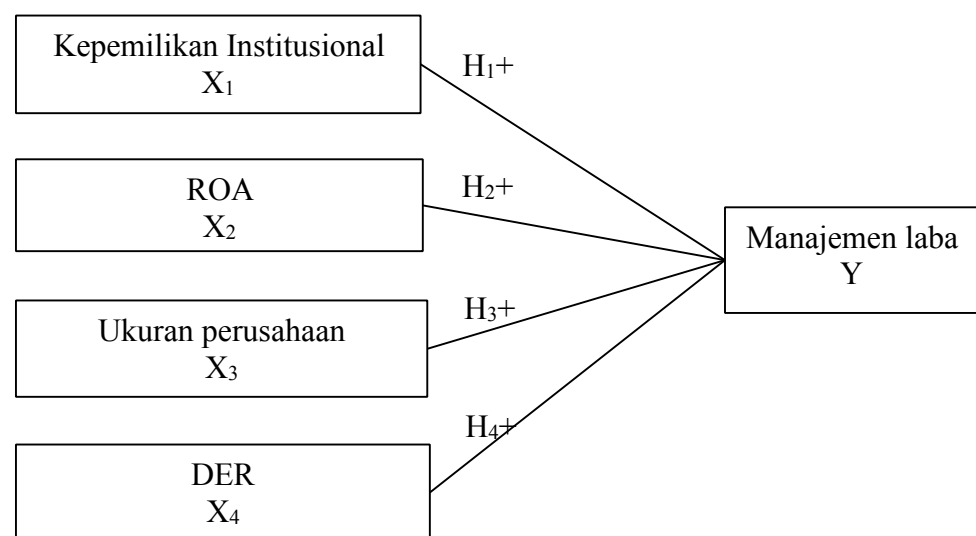 Kepemilikan Institusional
X₁
H₁+
ROA
X₂
H₂+
Ukuran perusahaan
X₃
H₃+
DER
X₄
H₄+
Manajemen laba
Y